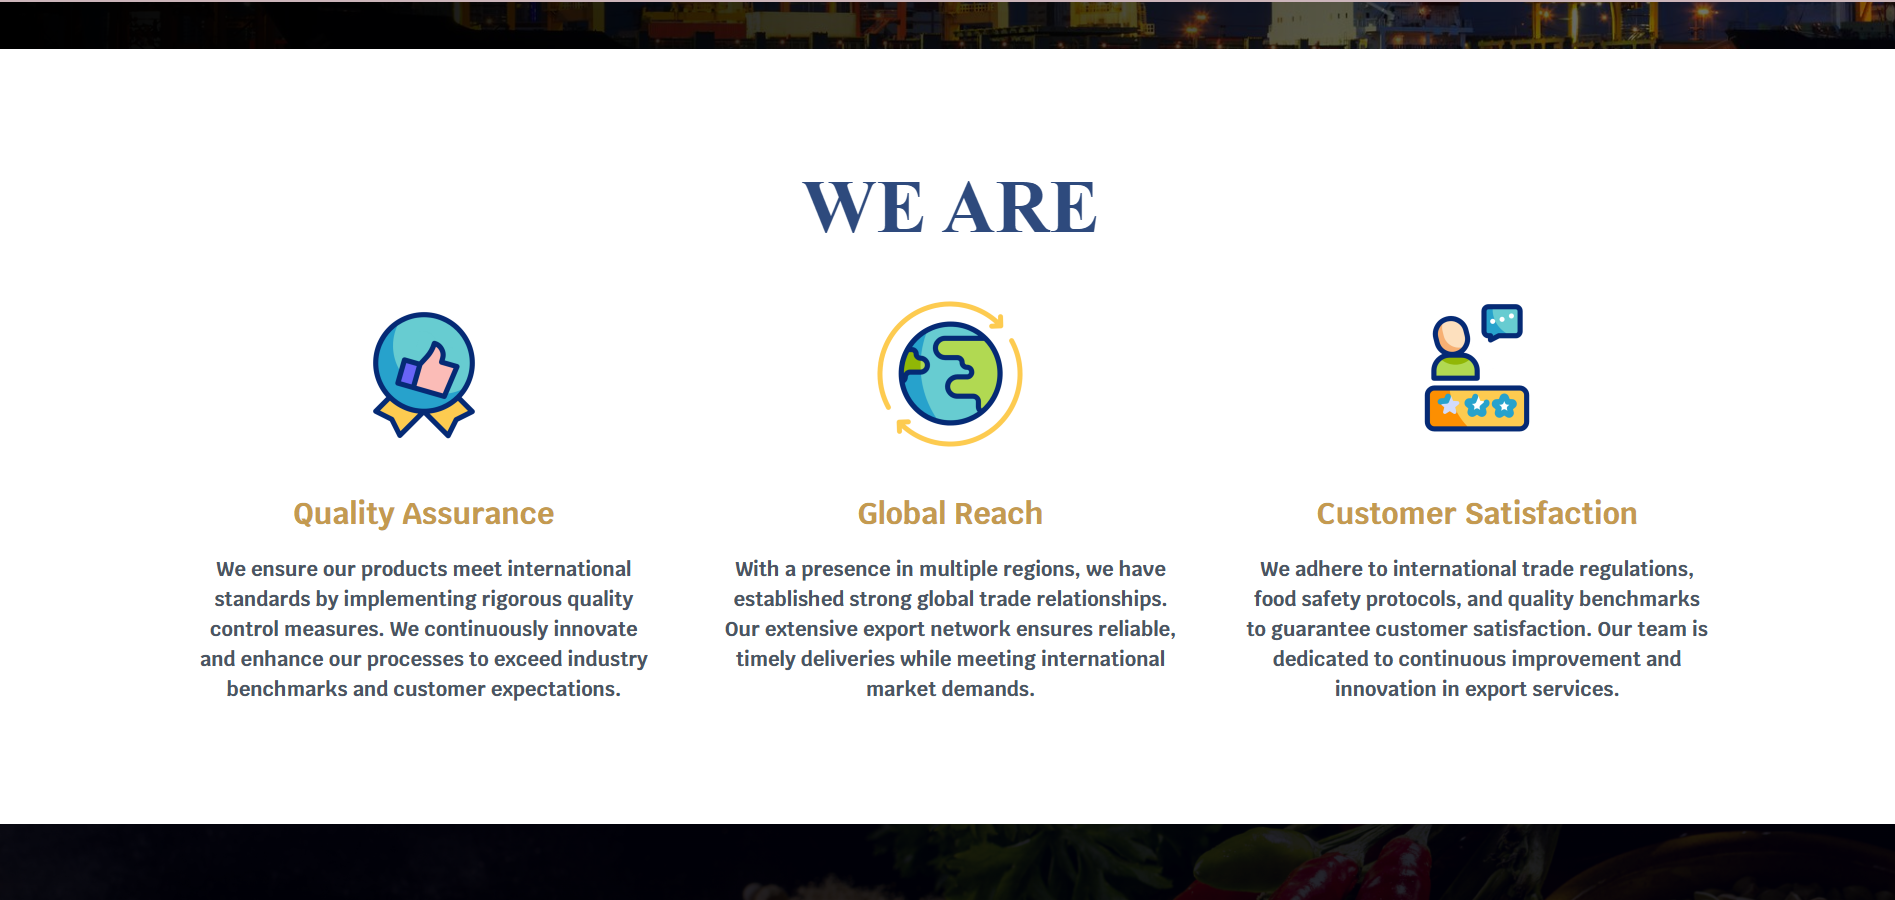 WE ARE
Quality Assurance
We ensure our products meet international
standards by implementing rigorous quality
control measures. We continuously innovate
and enhance our processes to exceed industry
benchmarks and customer expectations.
Global Reach
With a presence in multiple regions, we have
established strong global trade relationships.
Our extensive export network ensures reliable,
timely deliveries while meeting international
market demands.
Customer Satisfaction
We adhere to international trade regulations,
food safety protocols, and quality benchmarks
to guarantee customer satisfaction. Our team is
dedicated to continuous improvement and
innovation in export services.